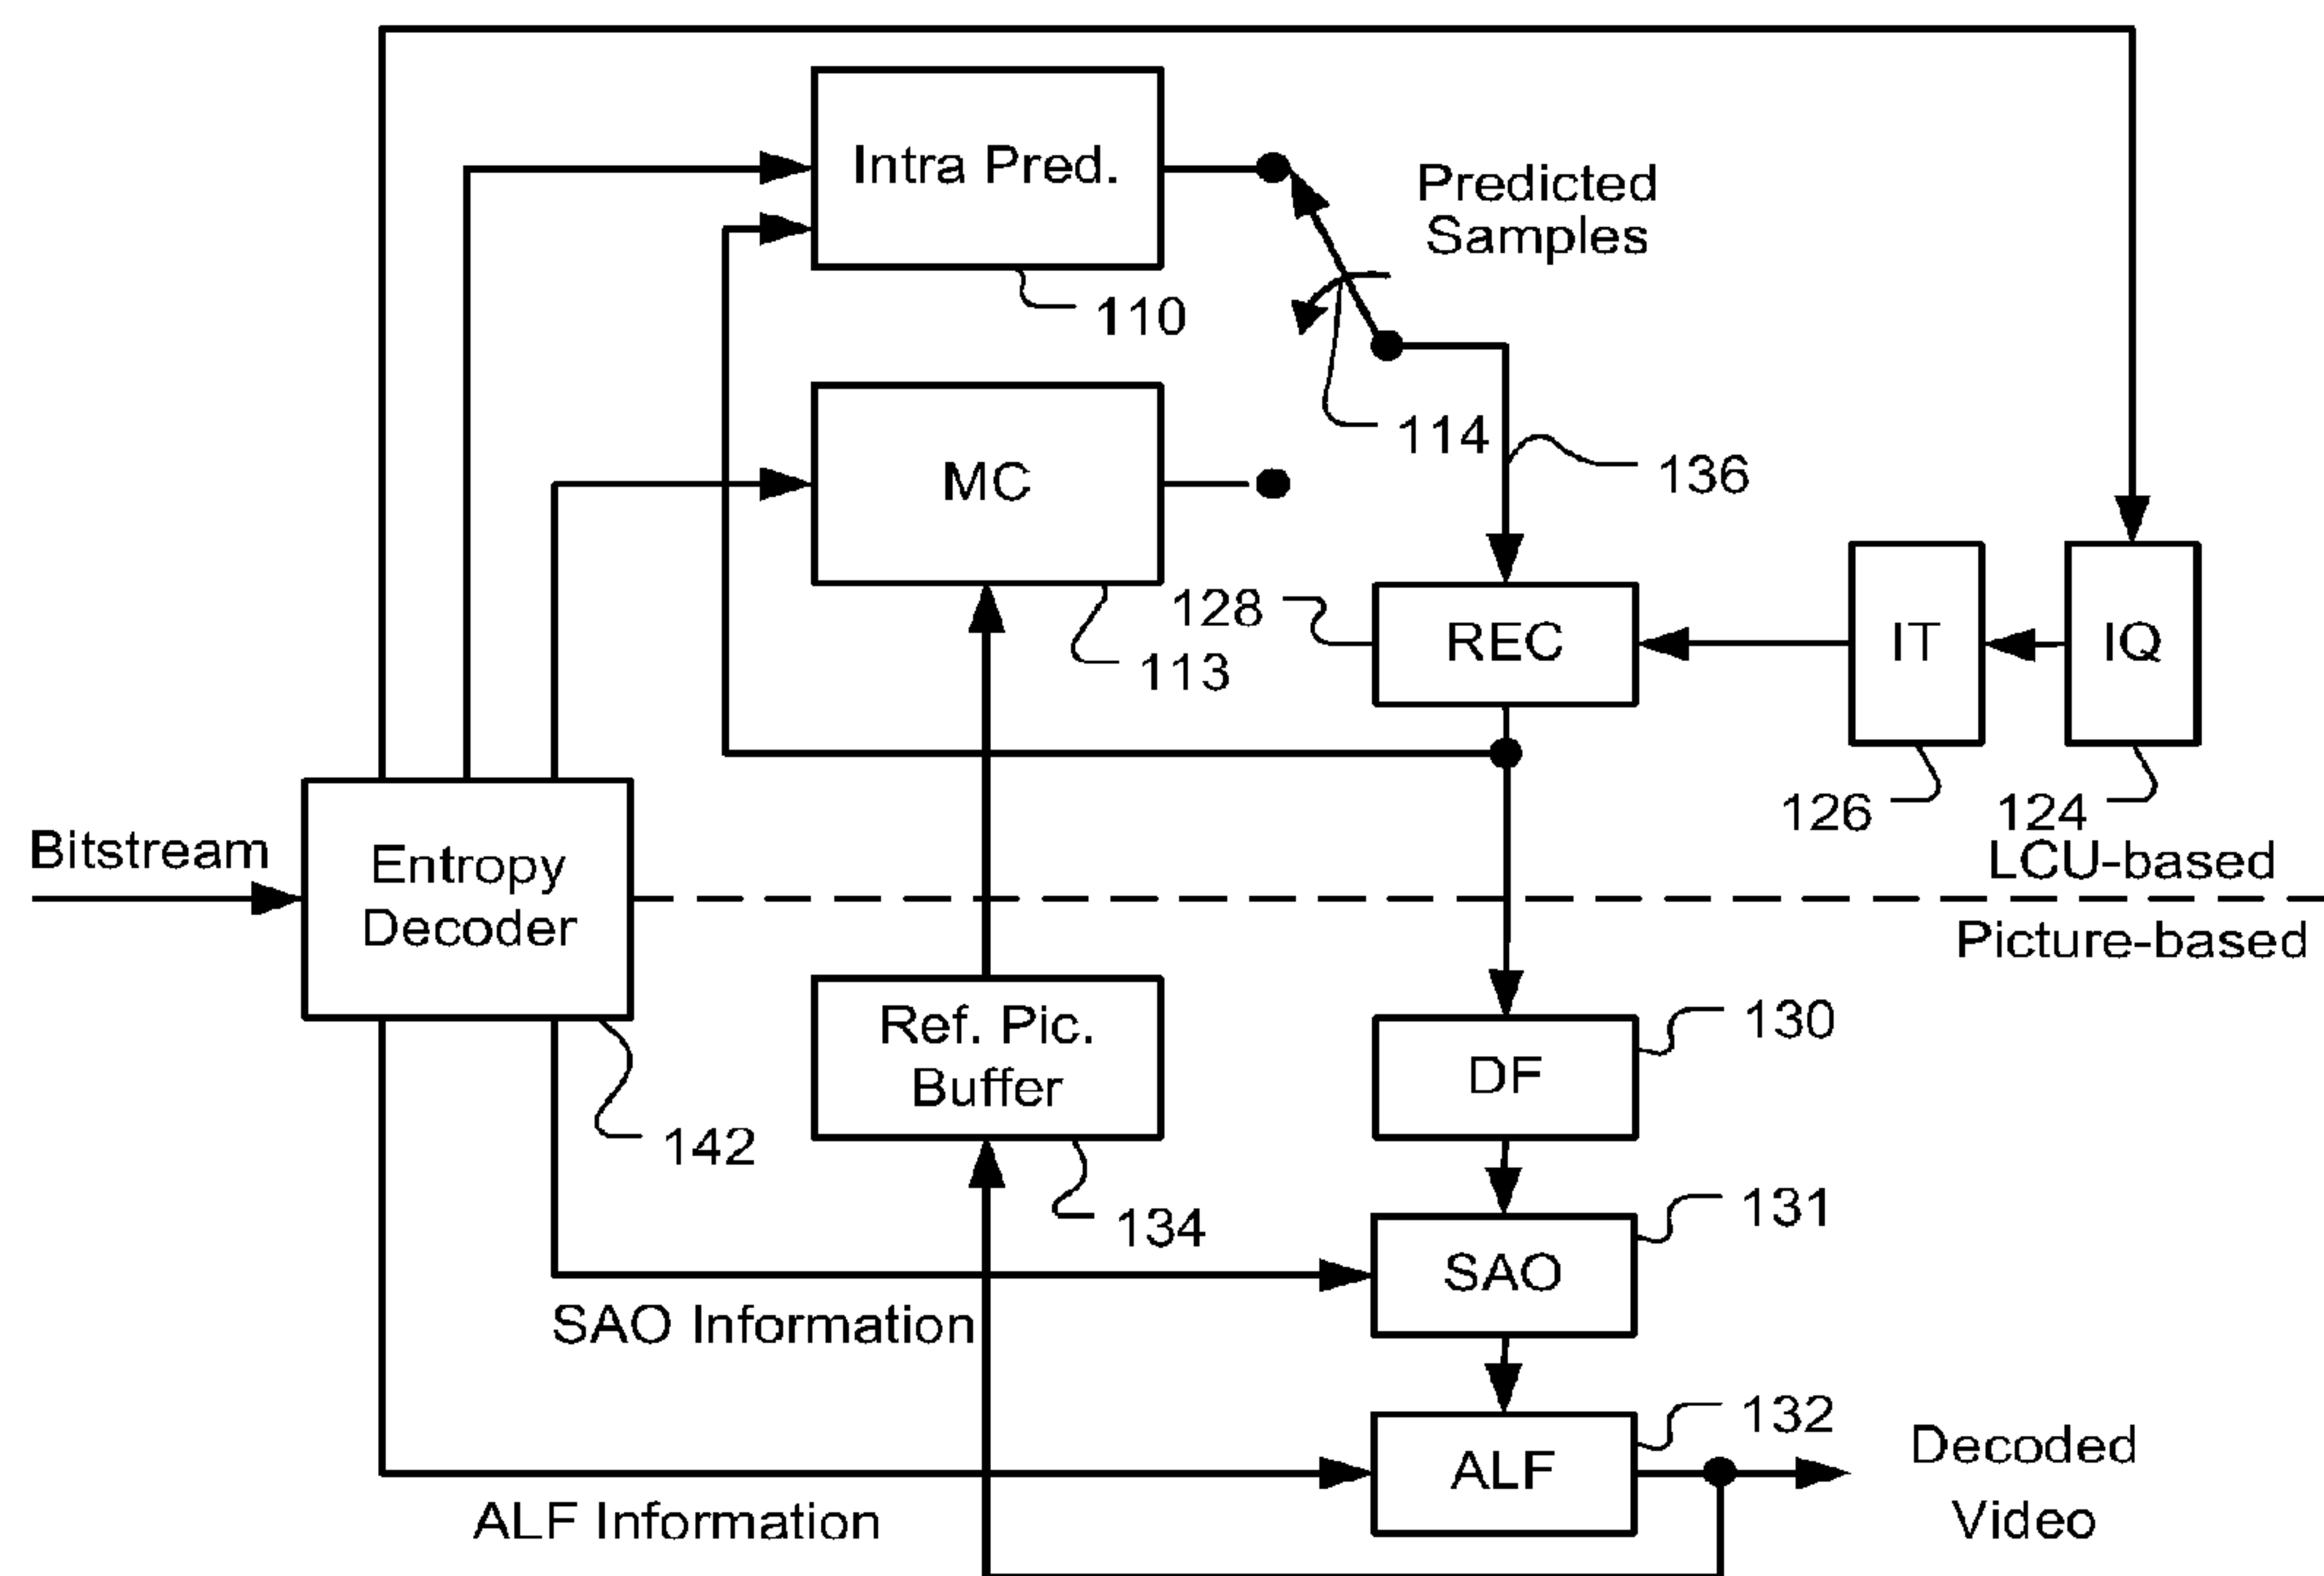 Intra Pred.
110
Predicted
Samples
114
136
MC
113
128
REC
IT
IQ
126
124
LCU-based
Bitstream
Entropy
Decoder
142
Picture-based
Ref. Pic.
Buffer
134
DF
130
SAO
131
SAO Information
ALF
132
ALF Information
Decoded
Video